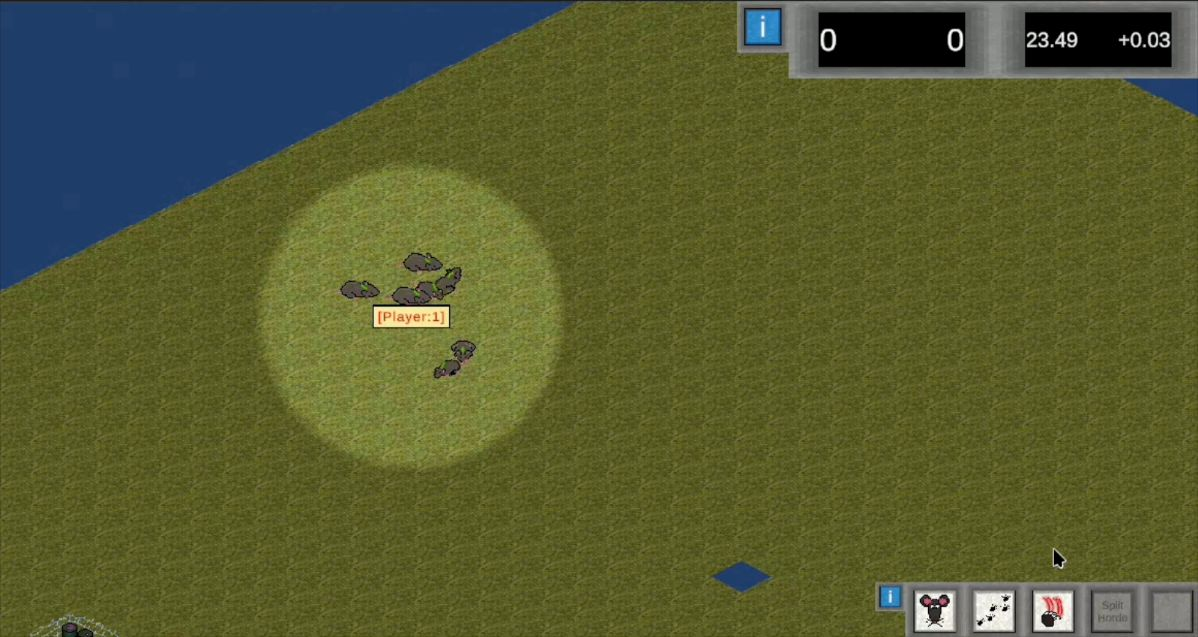 i
0 0
23.49 +0.03
[Player:1]
i
Split
Horde